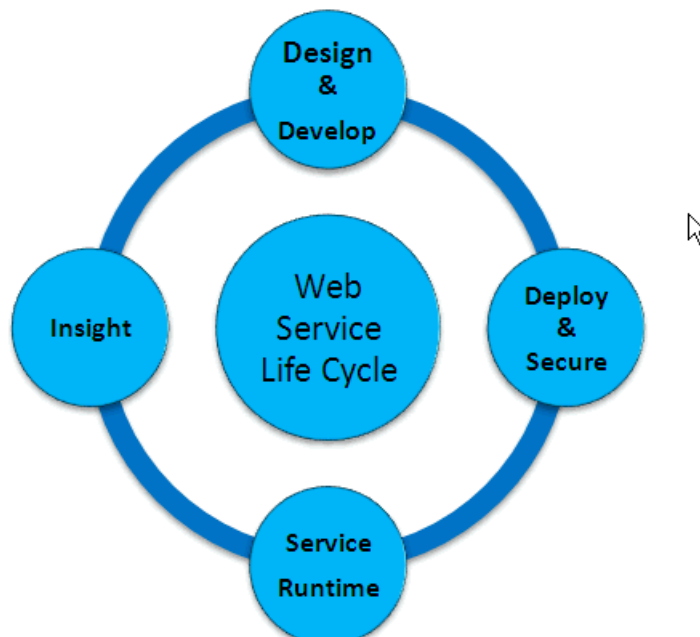 Design
&
Develop
Insight
Web
Service
Life Cycle
Deploy
&
Secure
Service
Runtime